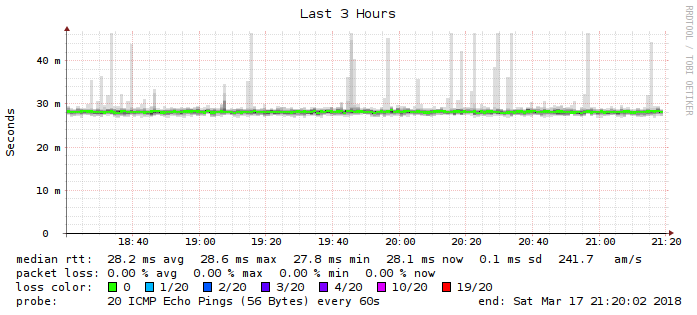 Last 3 Hours
RRDTOOL / TOBI OETIKER
Seconds
40 m
30 m
20 m
10 m
0
18:40 19:00 19:20 19:40 20:00 20:20 20:40 21:00 21:20
median rtt: 28.2 ms avg 28.6 ms max 27.8 ms min 28.1 ms now 0.1 ms sd 241.7 am/s
packet loss: 0.00 % avg 0.00 % max 0.00 % min 0.00 % now
loss color: 0 1/20 2/20 3/20 4/20 10/20 19/20
probe: 20 ICMP Echo Pings (56 Bytes) every 60s end: Sat Mar 17 21:20:02 2018